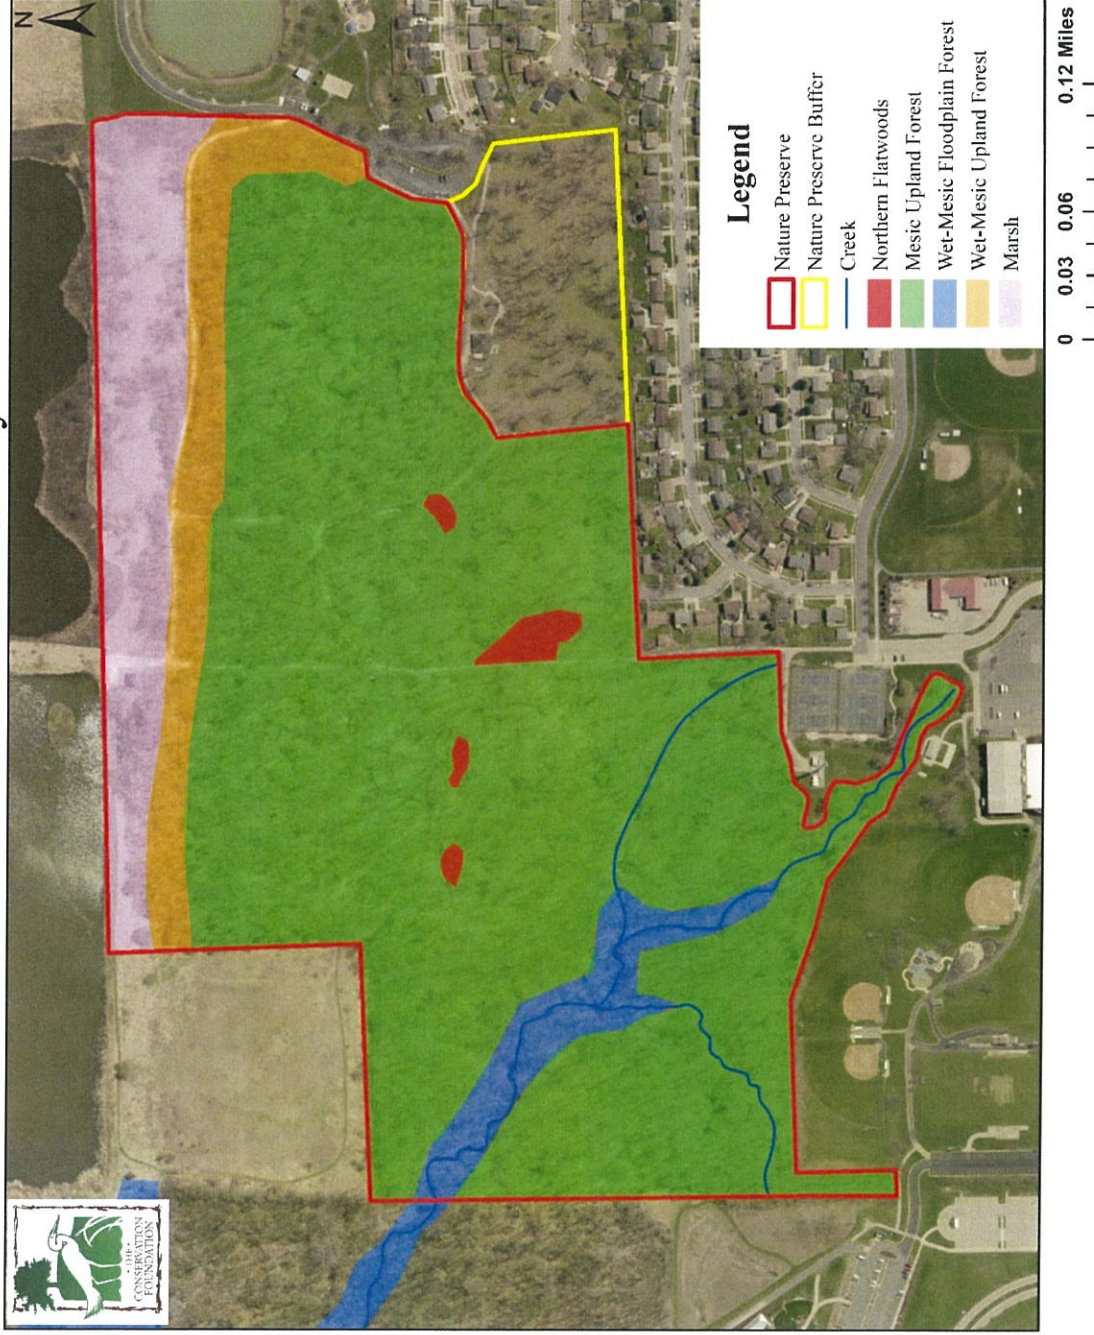 N
THE
CONSERVATION
FOUNDATION
Legend
Nature Preserve
Nature Preserve Buffer
Creek
Northern Flatwoods
Mesic Upland Forest
Wet-Mesic Floodplain Forest
Wet-Mesic Upland Forest
Marsh
0 0.03 0.06 0.12 Miles